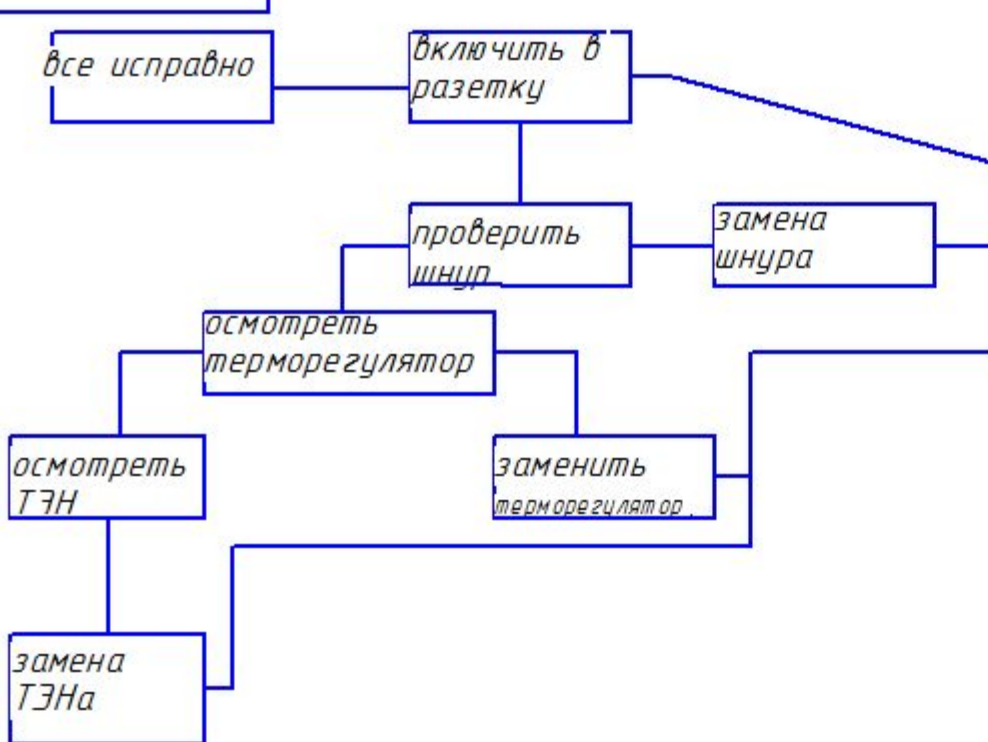 все исправно
включить в
разетку
проверить
шнур
замена
шнура
осмотреть
терморегулятор
осмотреть
ТЭН
заменить
терморегулятор
замена
ТЭНа